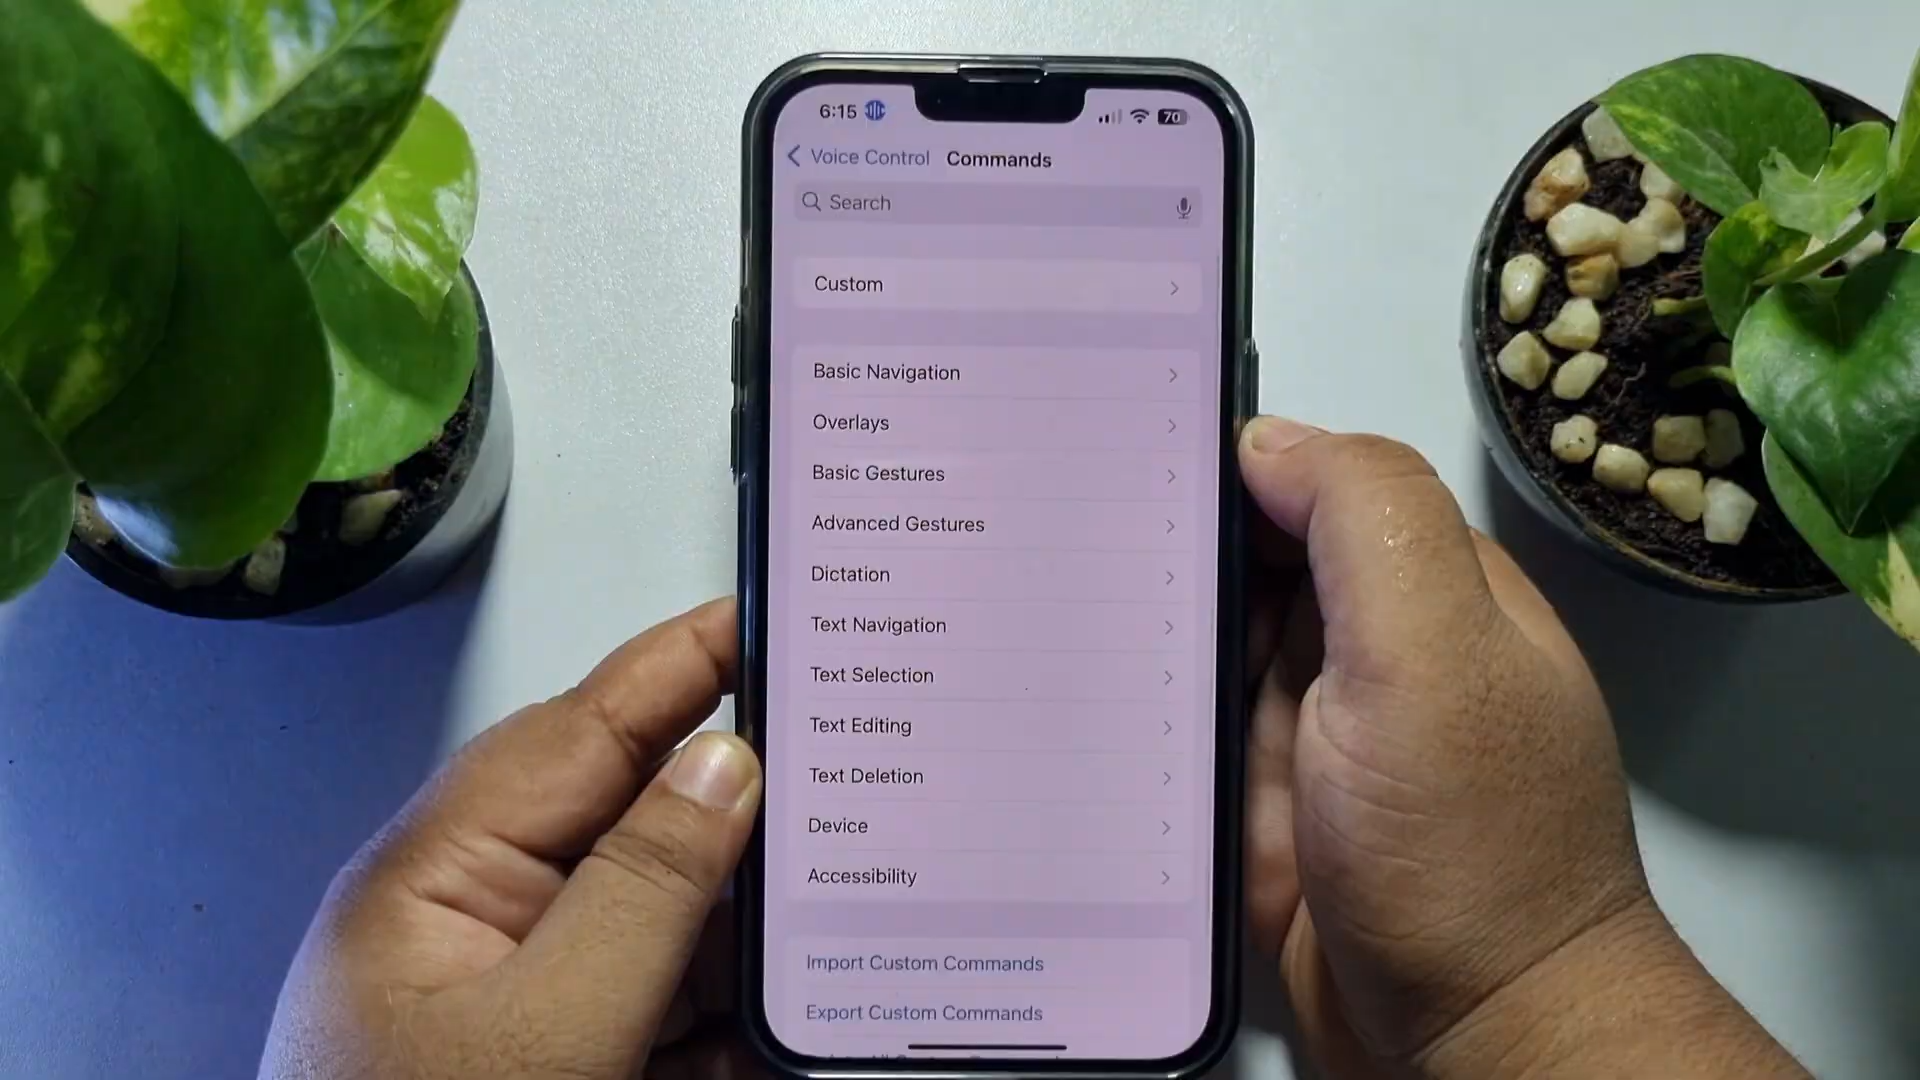 6:15
70
Voice Control Commands
Search
Custom
Basic Navigation
Overlays
Basic Gestures
Advanced Gestures
Dictation
Text Navigation
Text Selection
Text Editing
Text Deletion
Device
Accessibility
Import Custom Commands
Export Custom Commands